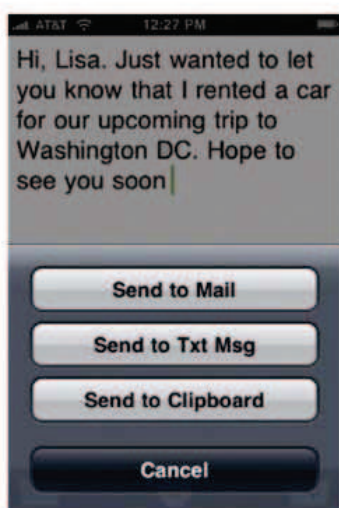 AT&T 12:27 PM
Hi, Lisa. Just wanted to let
you know that I rented a car
for our upcoming trip to
Washington DC. Hope to
see you soon
Send to Mail
Send to Txt Msg
Send to Clipboard
Cancel